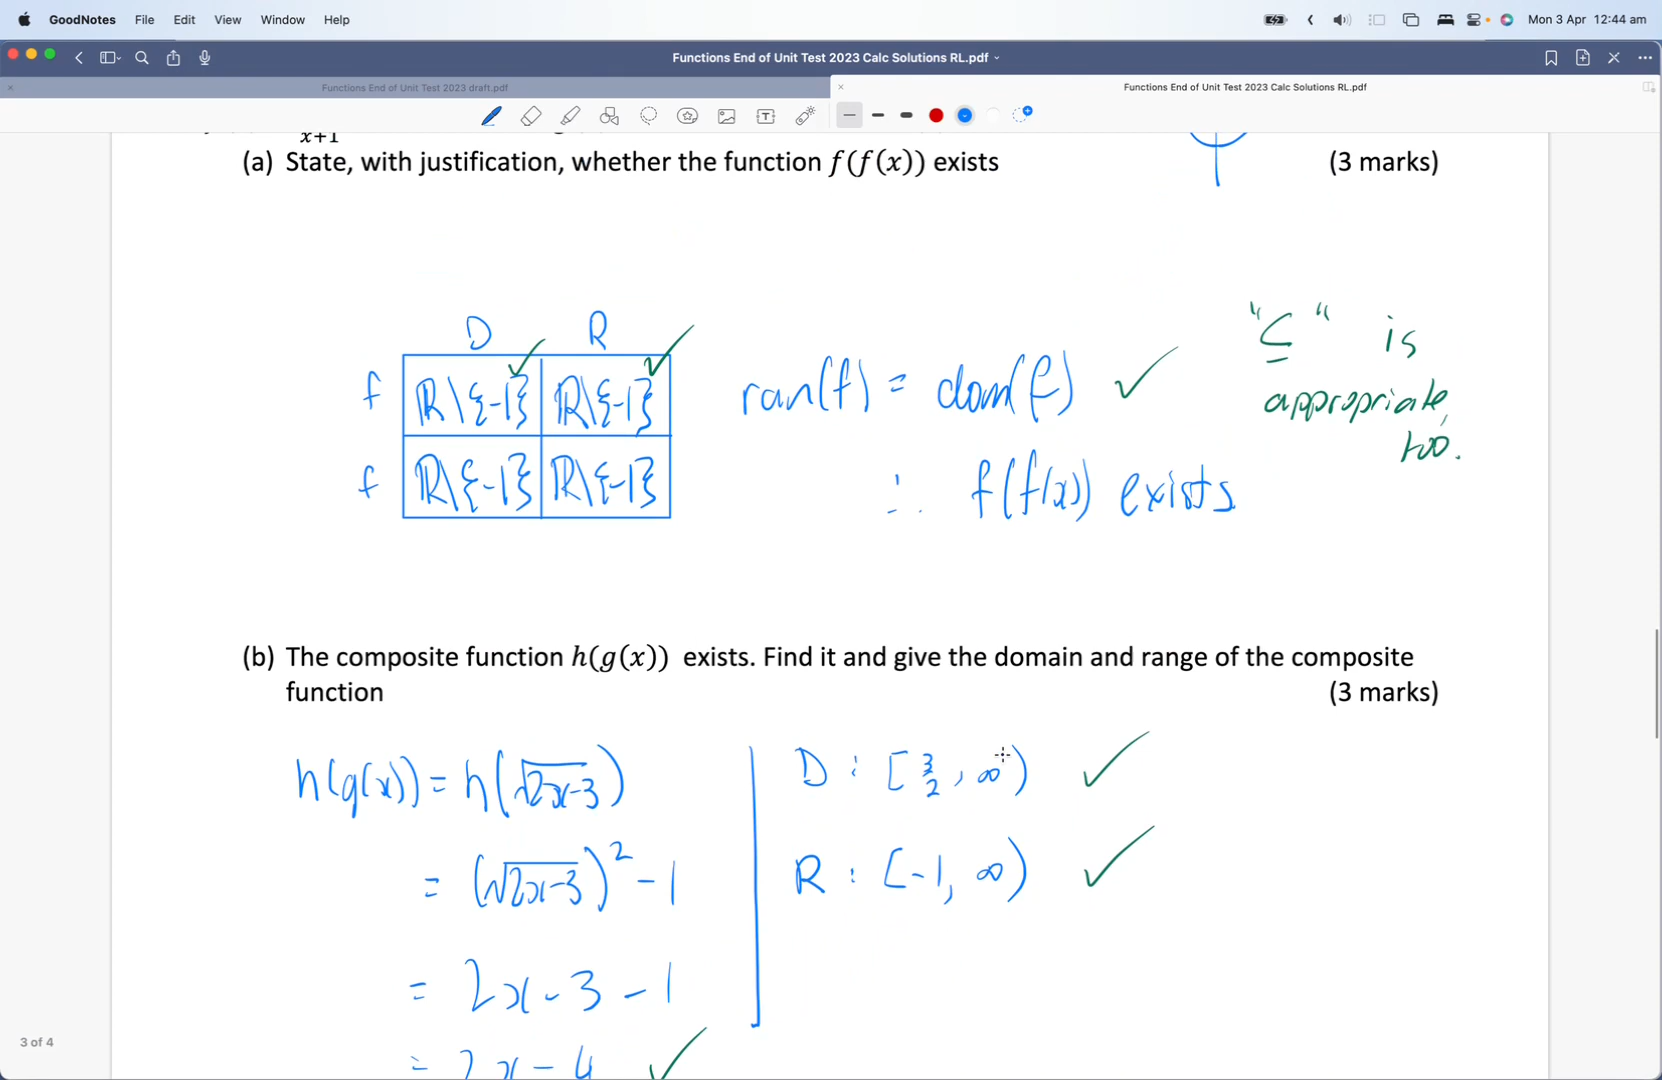 GoodNotes File Edit View Window Help Mon 3 Apr 12:44 am
Functions End of Unit Test 2023 Calc Solutions RL.pdf
Functions End of Unit Test 2023 draft.pdf
Functions End of Unit Test 2023 Calc Solutions RL.pdf
x+1
(a) State, with justification, whether the function f(f(x)) exists (3 marks)
D R
f ℝ\{-1} ℝ\{-1}
f ℝ\{-1} ℝ\{-1}
ran(f) = dom(f)
∴ f(f(x)) exists
"⊆" is
appropriate,
too.
(b) The composite function h(g(x)) exists. Find it and give the domain and range of the composite
function (3 marks)
h(g(x)) = h(√2x-3)
= (√2x-3)² - 1
= 2x - 3 - 1
= 2x - 4
D : [3/2, ∞)
R : [-1, ∞)
3 of 4